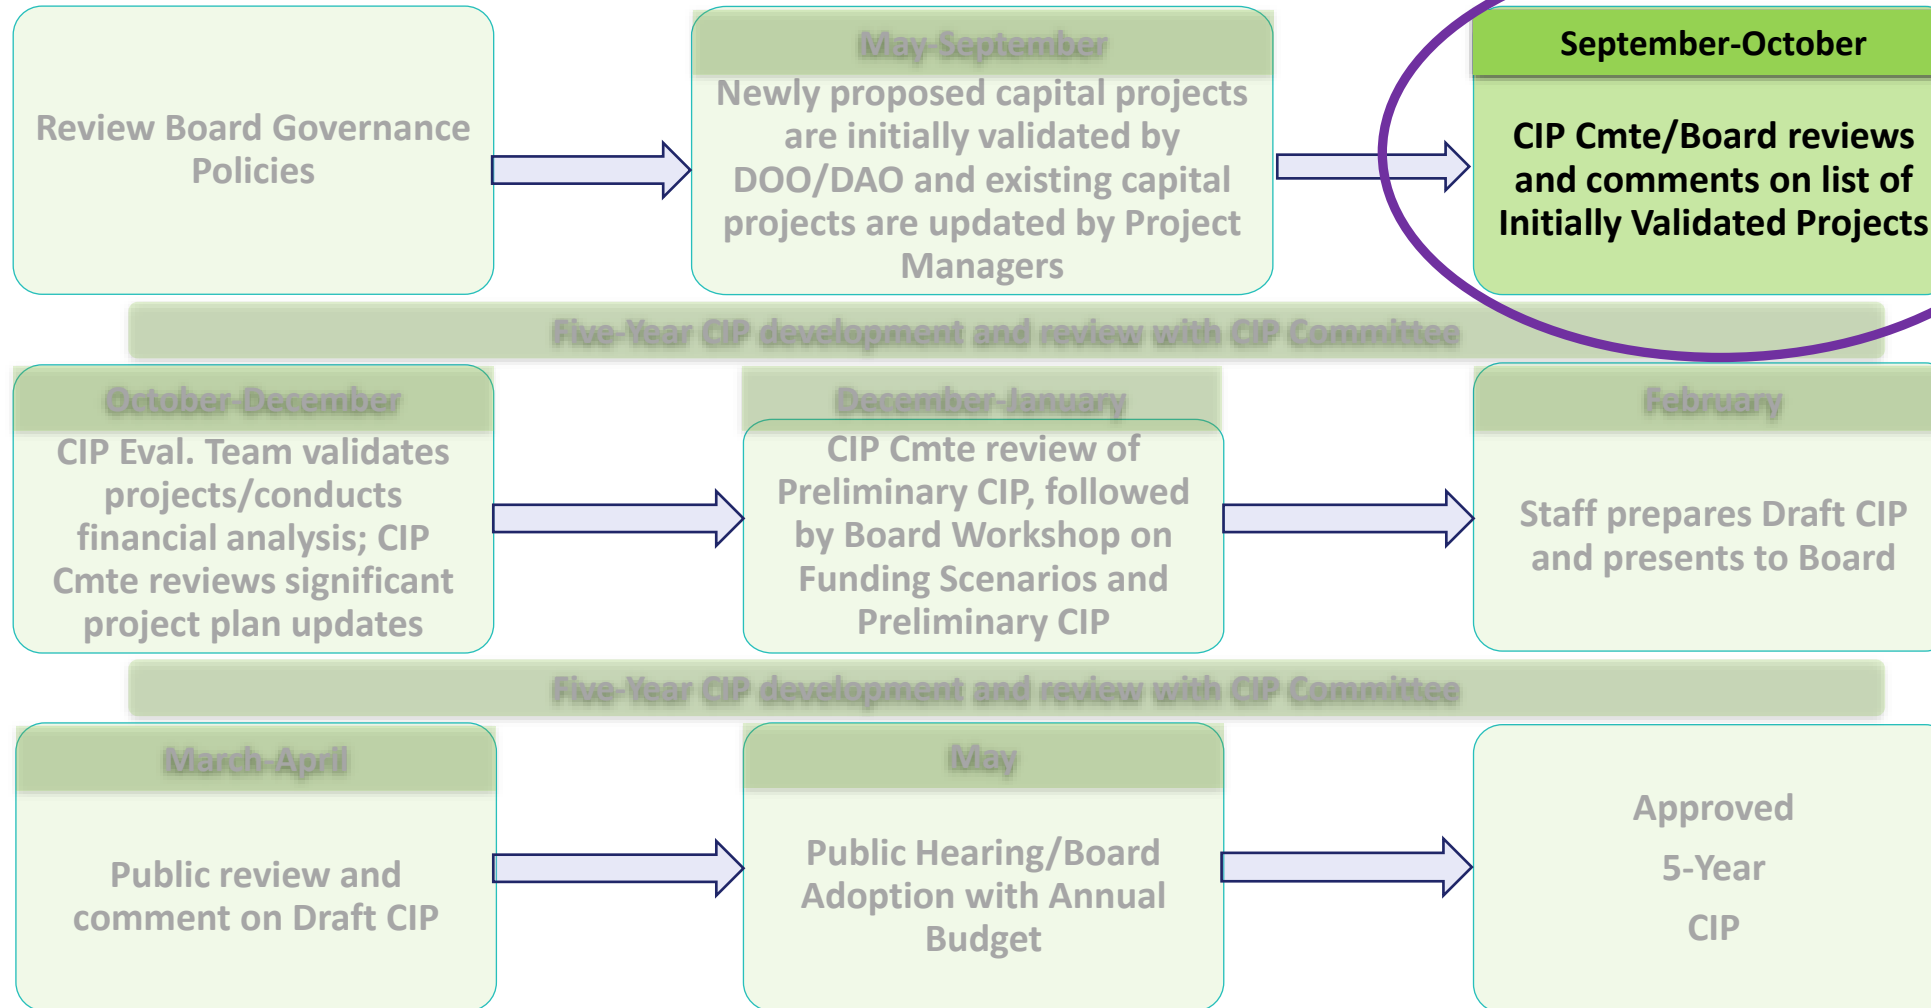 Review Board Governance
Policies
May-September
Newly proposed capital projects
are initially validated by
DOO/DAO and existing capital
projects are updated by Project
Managers
September-October
CIP Cmte/Board reviews
and comments on list of
Initially Validated Projects
Five-Year CIP development and review with CIP Committee
October-December
CIP Eval. Team validates
projects/conducts
financial analysis; CIP
Cmte reviews significant
project plan updates
December-January
CIP Cmte review of
Preliminary CIP, followed
by Board Workshop on
Funding Scenarios and
Preliminary CIP
February
Staff prepares Draft CIP
and presents to Board
Five-Year CIP development and review with CIP Committee
March-April
Public review and
comment on Draft CIP
May
Public Hearing/Board
Adoption with Annual
Budget
Approved
5-Year
CIP